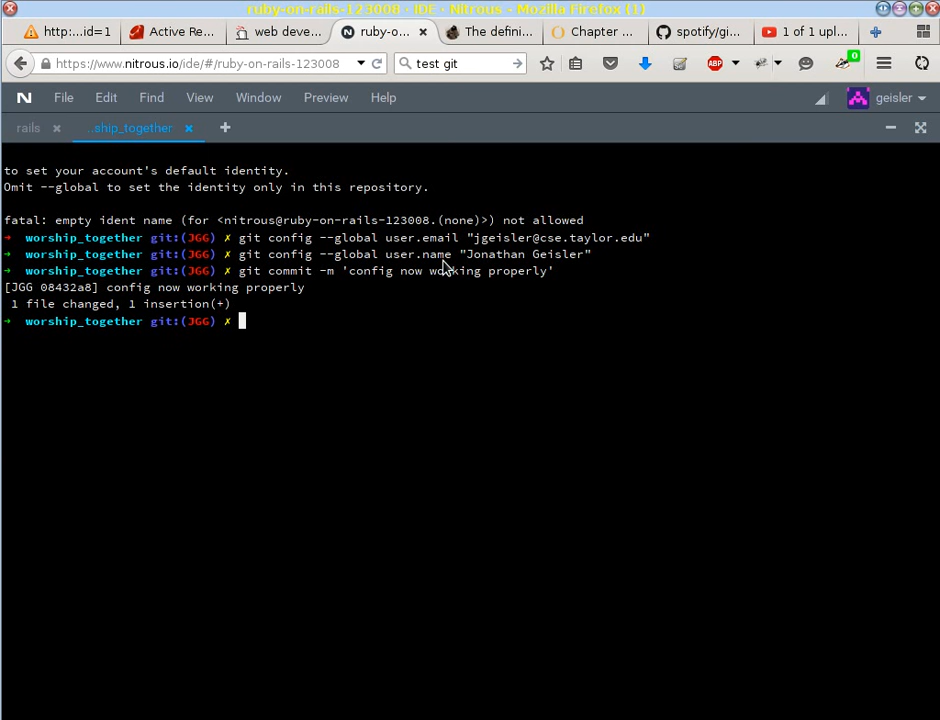 ruby-on-rails-123008 · IDE · Nitrous - Mozilla Firefox (1)
http:...id=1 Active Re... web deve... ruby-o... The defini... Chapter ... spotify/gi... 1 of 1 upl...
https://www.nitrous.io/ide/#/ruby-on-rails-123008 test git ABP 0
N File Edit Find View Window Preview Help geisler
rails ..ship_together
to set your account's default identity.
Omit --global to set the identity only in this repository.
fatal: empty ident name (for <nitrous@ruby-on-rails-123008.(none)>) not allowed
→ worship_together git:(JGG) ✗ git config --global user.email "jgeisler@cse.taylor.edu"
→ worship_together git:(JGG) ✗ git config --global user.name "Jonathan Geisler"
→ worship_together git:(JGG) ✗ git commit -m 'config now working properly'
[JGG 08432a8] config now working properly
1 file changed, 1 insertion(+)
→ worship_together git:(JGG) ✗